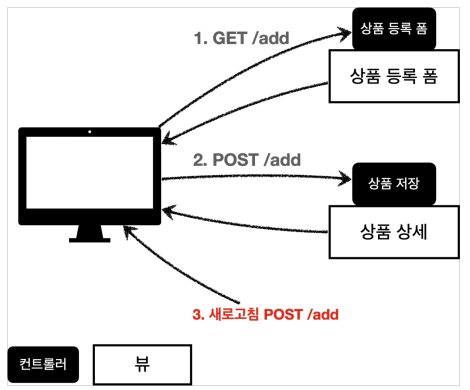 상품 등록 폼
1. GET /add
상품 등록 폼
2. POST /add
상품 저장
상품 상세
3. 새로고침 POST /add
컨트롤러
뷰